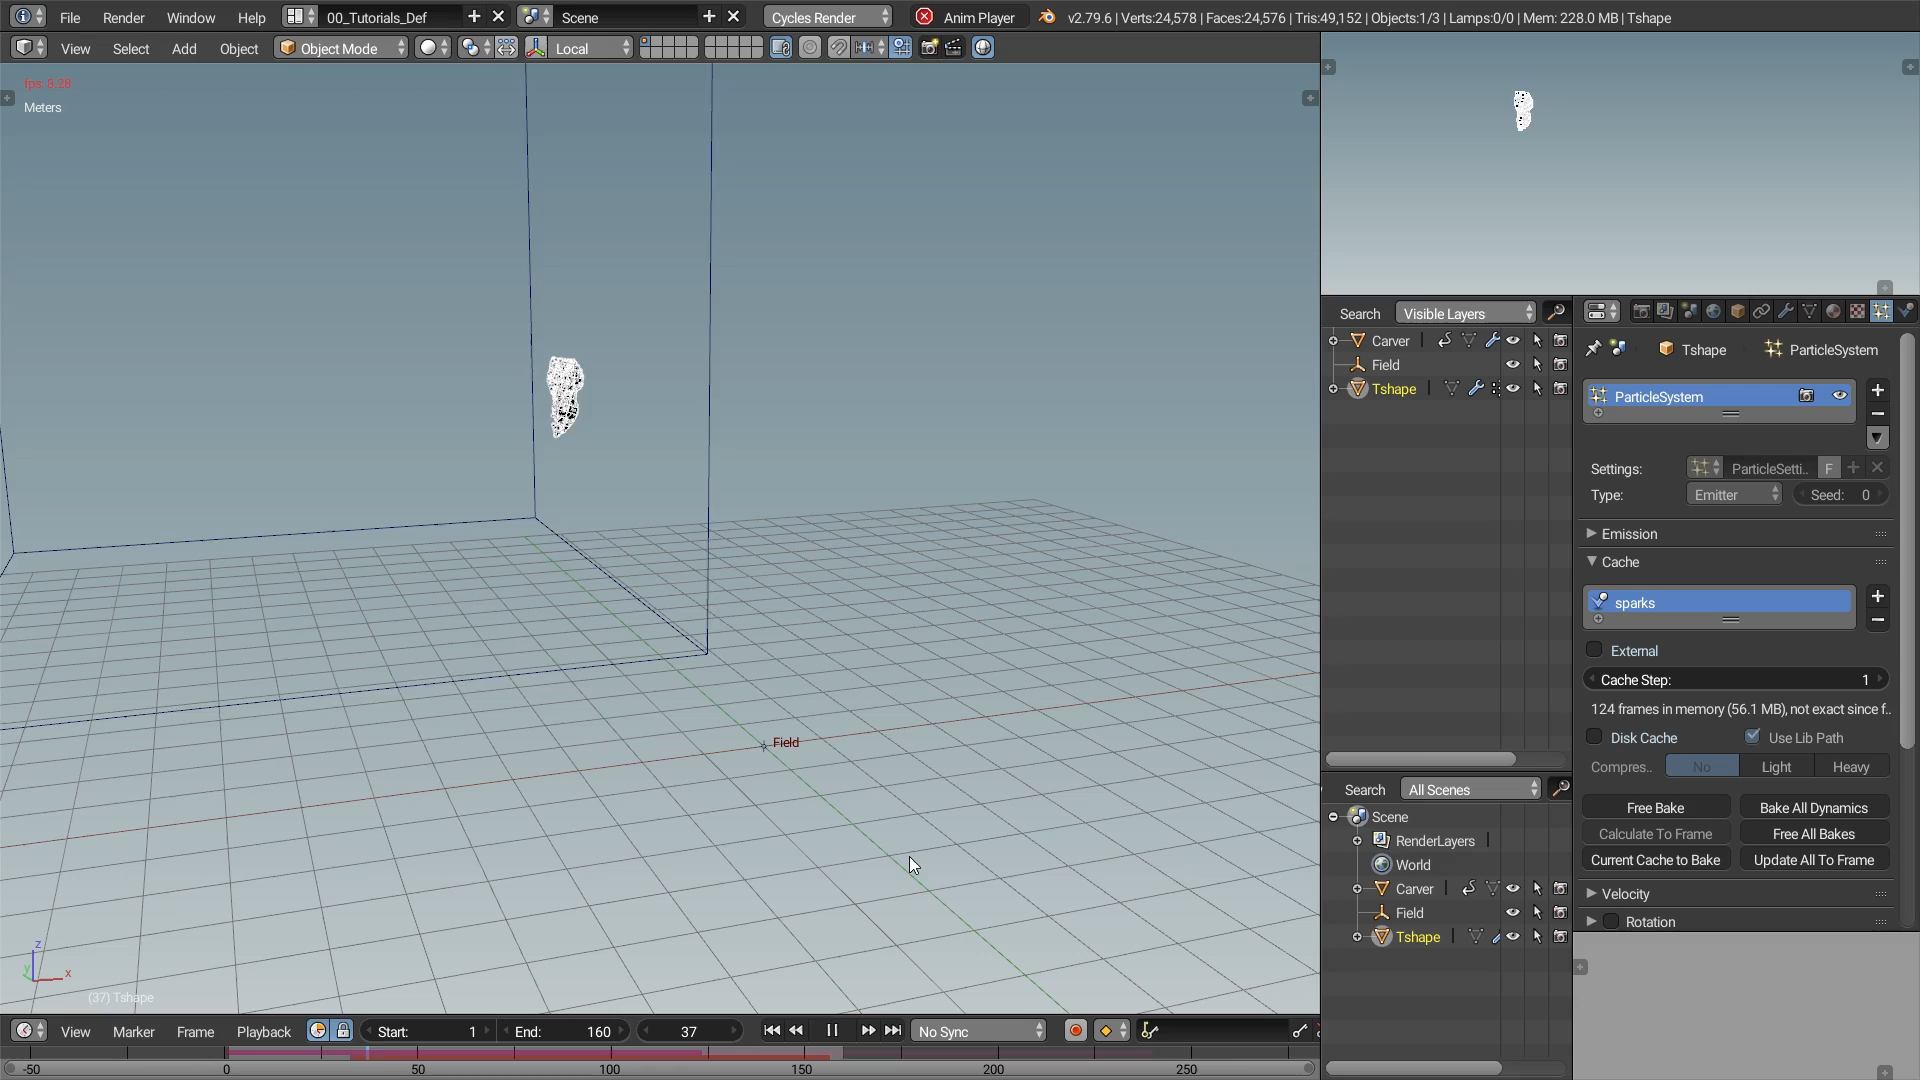 File Render Window Help 00_Tutorials_Def Scene Cycles Render Anim Player v2.79.6 | Verts:24,578 | Faces:24,576 | Tris:49,152 | Objects:1/3 | Lamps:0/0 | Mem: 228.0 MB | Tshape
View Select Add Object Object Mode Local
fps: 8.28
Meters
Field
z
y
x
(37) Tshape
View Marker Frame Playback Start: 1 End: 160 37 No Sync
-50 0 50 100 150 200 250
Search Visible Layers
Carver
Field
Tshape
Search All Scenes
Scene
RenderLayers
World
Carver
Field
Tshape
Tshape ParticleSystem
ParticleSystem
Settings: ParticleSetti.. F
Type: Emitter Seed: 0
Emission
Cache
sparks
External
Cache Step: 1
124 frames in memory (56.1 MB), not exact since f..
Disk Cache Use Lib Path
Compres.. No Light Heavy
Free Bake Bake All Dynamics
Calculate To Frame Free All Bakes
Current Cache to Bake Update All To Frame
Velocity
Rotation